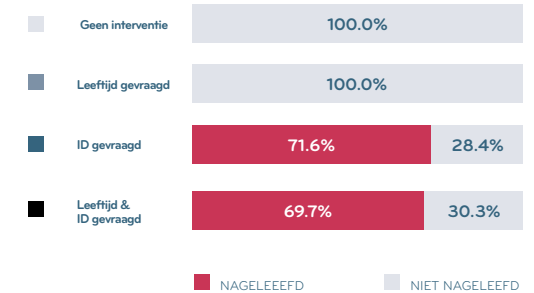 Geen interventie 100.0%
Leeftijd gevraagd 100.0%
ID gevraagd 71.6% 28.4%
Leeftijd &
ID gevraagd 69.7% 30.3%
NAGELEEEFD NIET NAGELEEFD